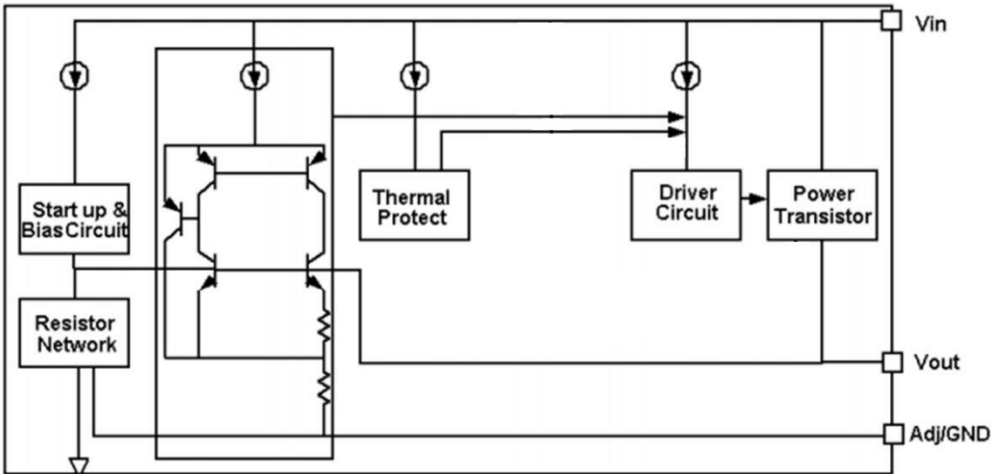 Vin
Start up &
Bias Circuit
Thermal
Protect
Driver
Circuit
Power
Transistor
Resistor
Network
Vout
Adj/GND